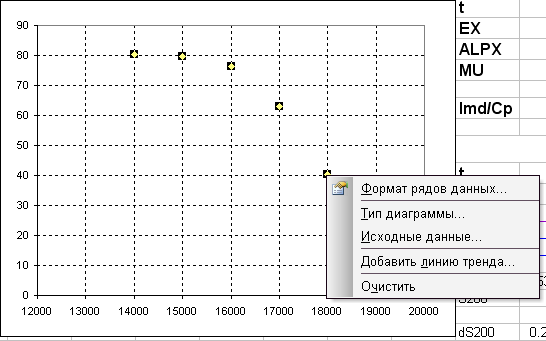 t
EX
ALPX
MU
lmd/Cp
90
80
70
60
50
40
30
20
10
0
12000 13000 14000 15000 16000 17000 18000 19000 20000
t
Формат рядов данных...
Тип диаграммы...
Исходные данные...
Добавить линию тренда...
Очистить
dS200 0.2